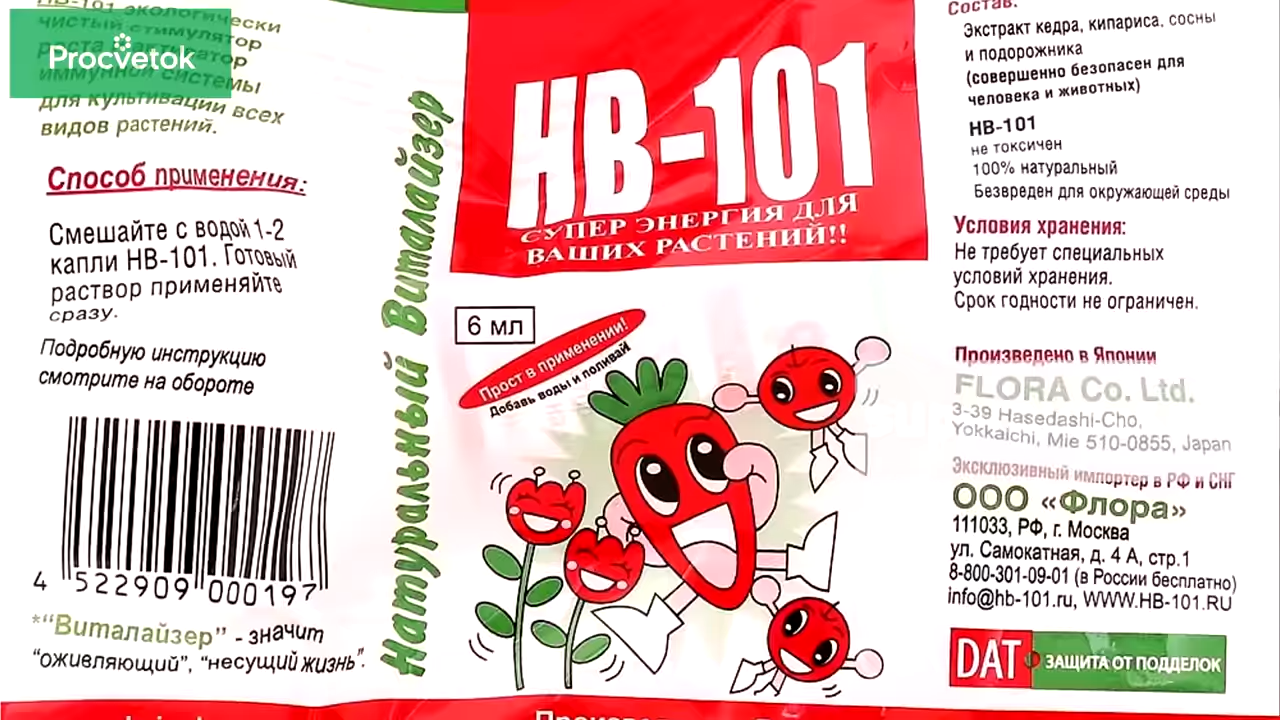 Procvetok
НВ-101 экологически
чистый стимулятор
роста
иммунной системы
для культивации всех
видов растений.
Способ применения:
Смешайте с водой 1-2
капли НВ-101. Готовый
раствор применяйте
сразу.
Подробную инструкцию
смотрите на обороте
4 522909 000197
*“Виталайзер” - значит
“оживляющий”, “несущий жизнь”.
Натуральный Виталайзер
НВ-101
СУПЕР ЭНЕРГИЯ ДЛЯ
ВАШИХ РАСТЕНИЙ!!
6 мл
Прост в применении!
Добавь воды и поливай
Состав:
Экстракт кедра, кипариса, сосны
и подорожника
(совершенно безопасен для
человека и животных)
НВ-101
не токсичен
100% натуральный
Безвреден для окружающей среды
Условия хранения:
Не требует специальных
условий хранения.
Срок годности не ограничен.
Произведено в Японии
FLORA Co. Ltd.
3-39 Hasedashi-Cho,
Yokkaichi, Mie 510-0855, Japan
Эксклюзивный импортер в РФ и СНГ
ООО «Флора»
111033, РФ, г. Москва
ул. Самокатная, д. 4 А, стр.1
8-800-301-09-01 (в России бесплатно)
info@hb-101.ru, WWW.HB-101.RU
DAT
ЗАЩИТА ОТ ПОДДЕЛОК